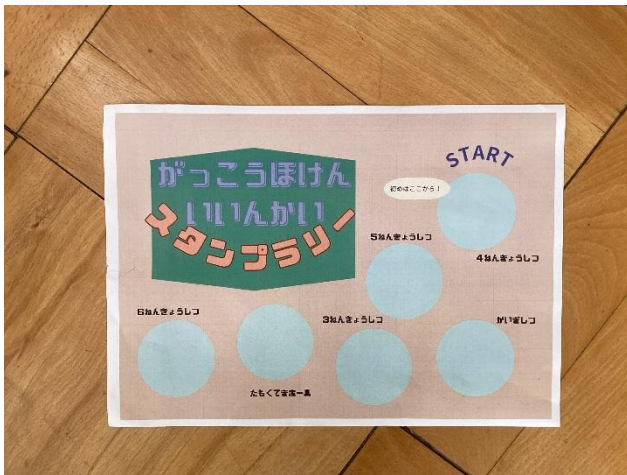 がっこうほけん
いいんかい
スタンプラリー
START
初めはここから！
4ねんきょうしつ
5ねんきょうしつ
6ねんきょうしつ
3ねんきょうしつ
かいぎしつ
たもくてきホール